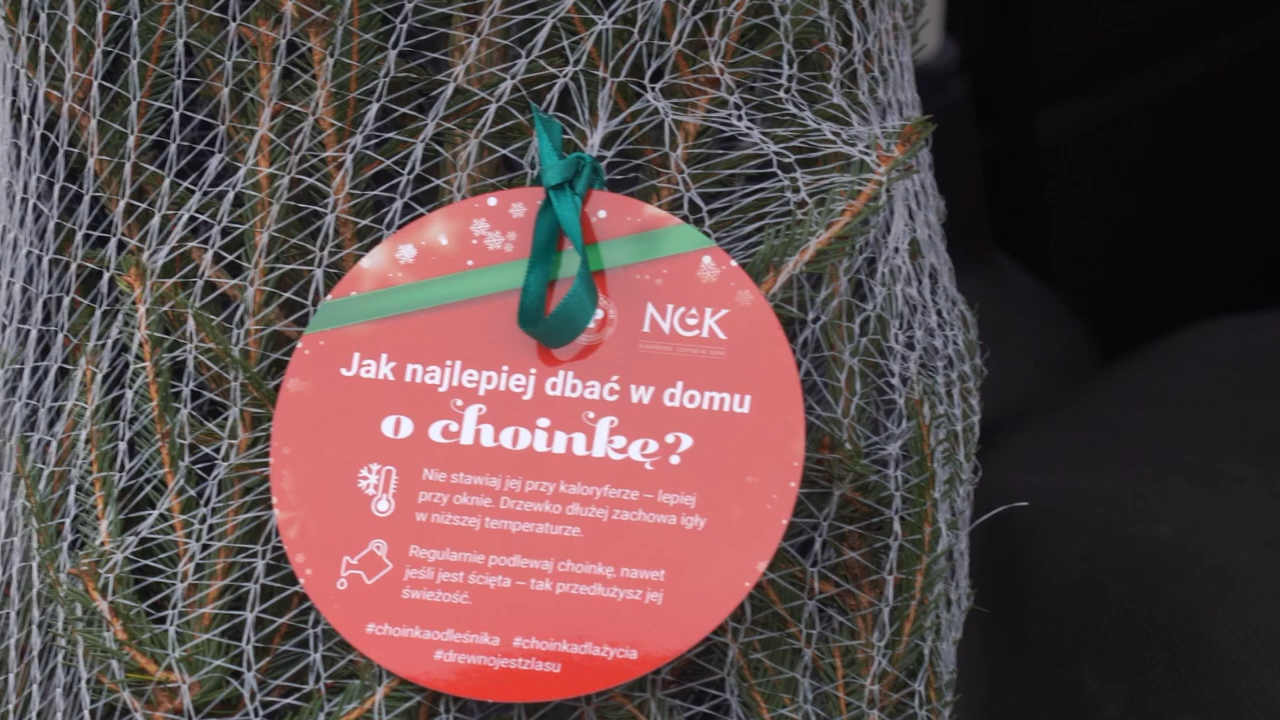 NCK
Jak najlepiej dbać w domu
o choinkę?
Nie stawiaj jej przy kaloryferze – lepiej
przy oknie. Drzewko dłużej zachowa igły
w niższej temperaturze.
Regularnie podlewaj choinkę, nawet
jeśli jest ścięta – tak przedłużysz jej
świeżość.
#choinkaodleśnika #choinkadlażycia
#drewnojestzlasu